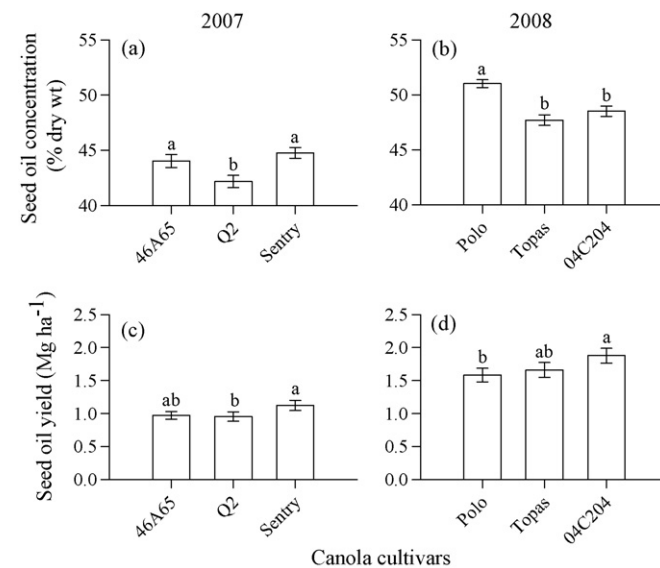 2007
2008
(a)
(b)
Seed oil concentration
(% dry wt)
55
50
45
40
a
b
a
46A65
Q2
Sentry
55
50
45
40
a
b
b
Polo
Topas
04C204
(c)
(d)
Seed oil yield (Mg ha-1)
2.5
2.0
1.5
1.0
0.5
0.0
ab
b
a
46A65
Q2
Sentry
2.5
2.0
1.5
1.0
0.5
0.0
b
ab
a
Polo
Topas
04C204
Canola cultivars